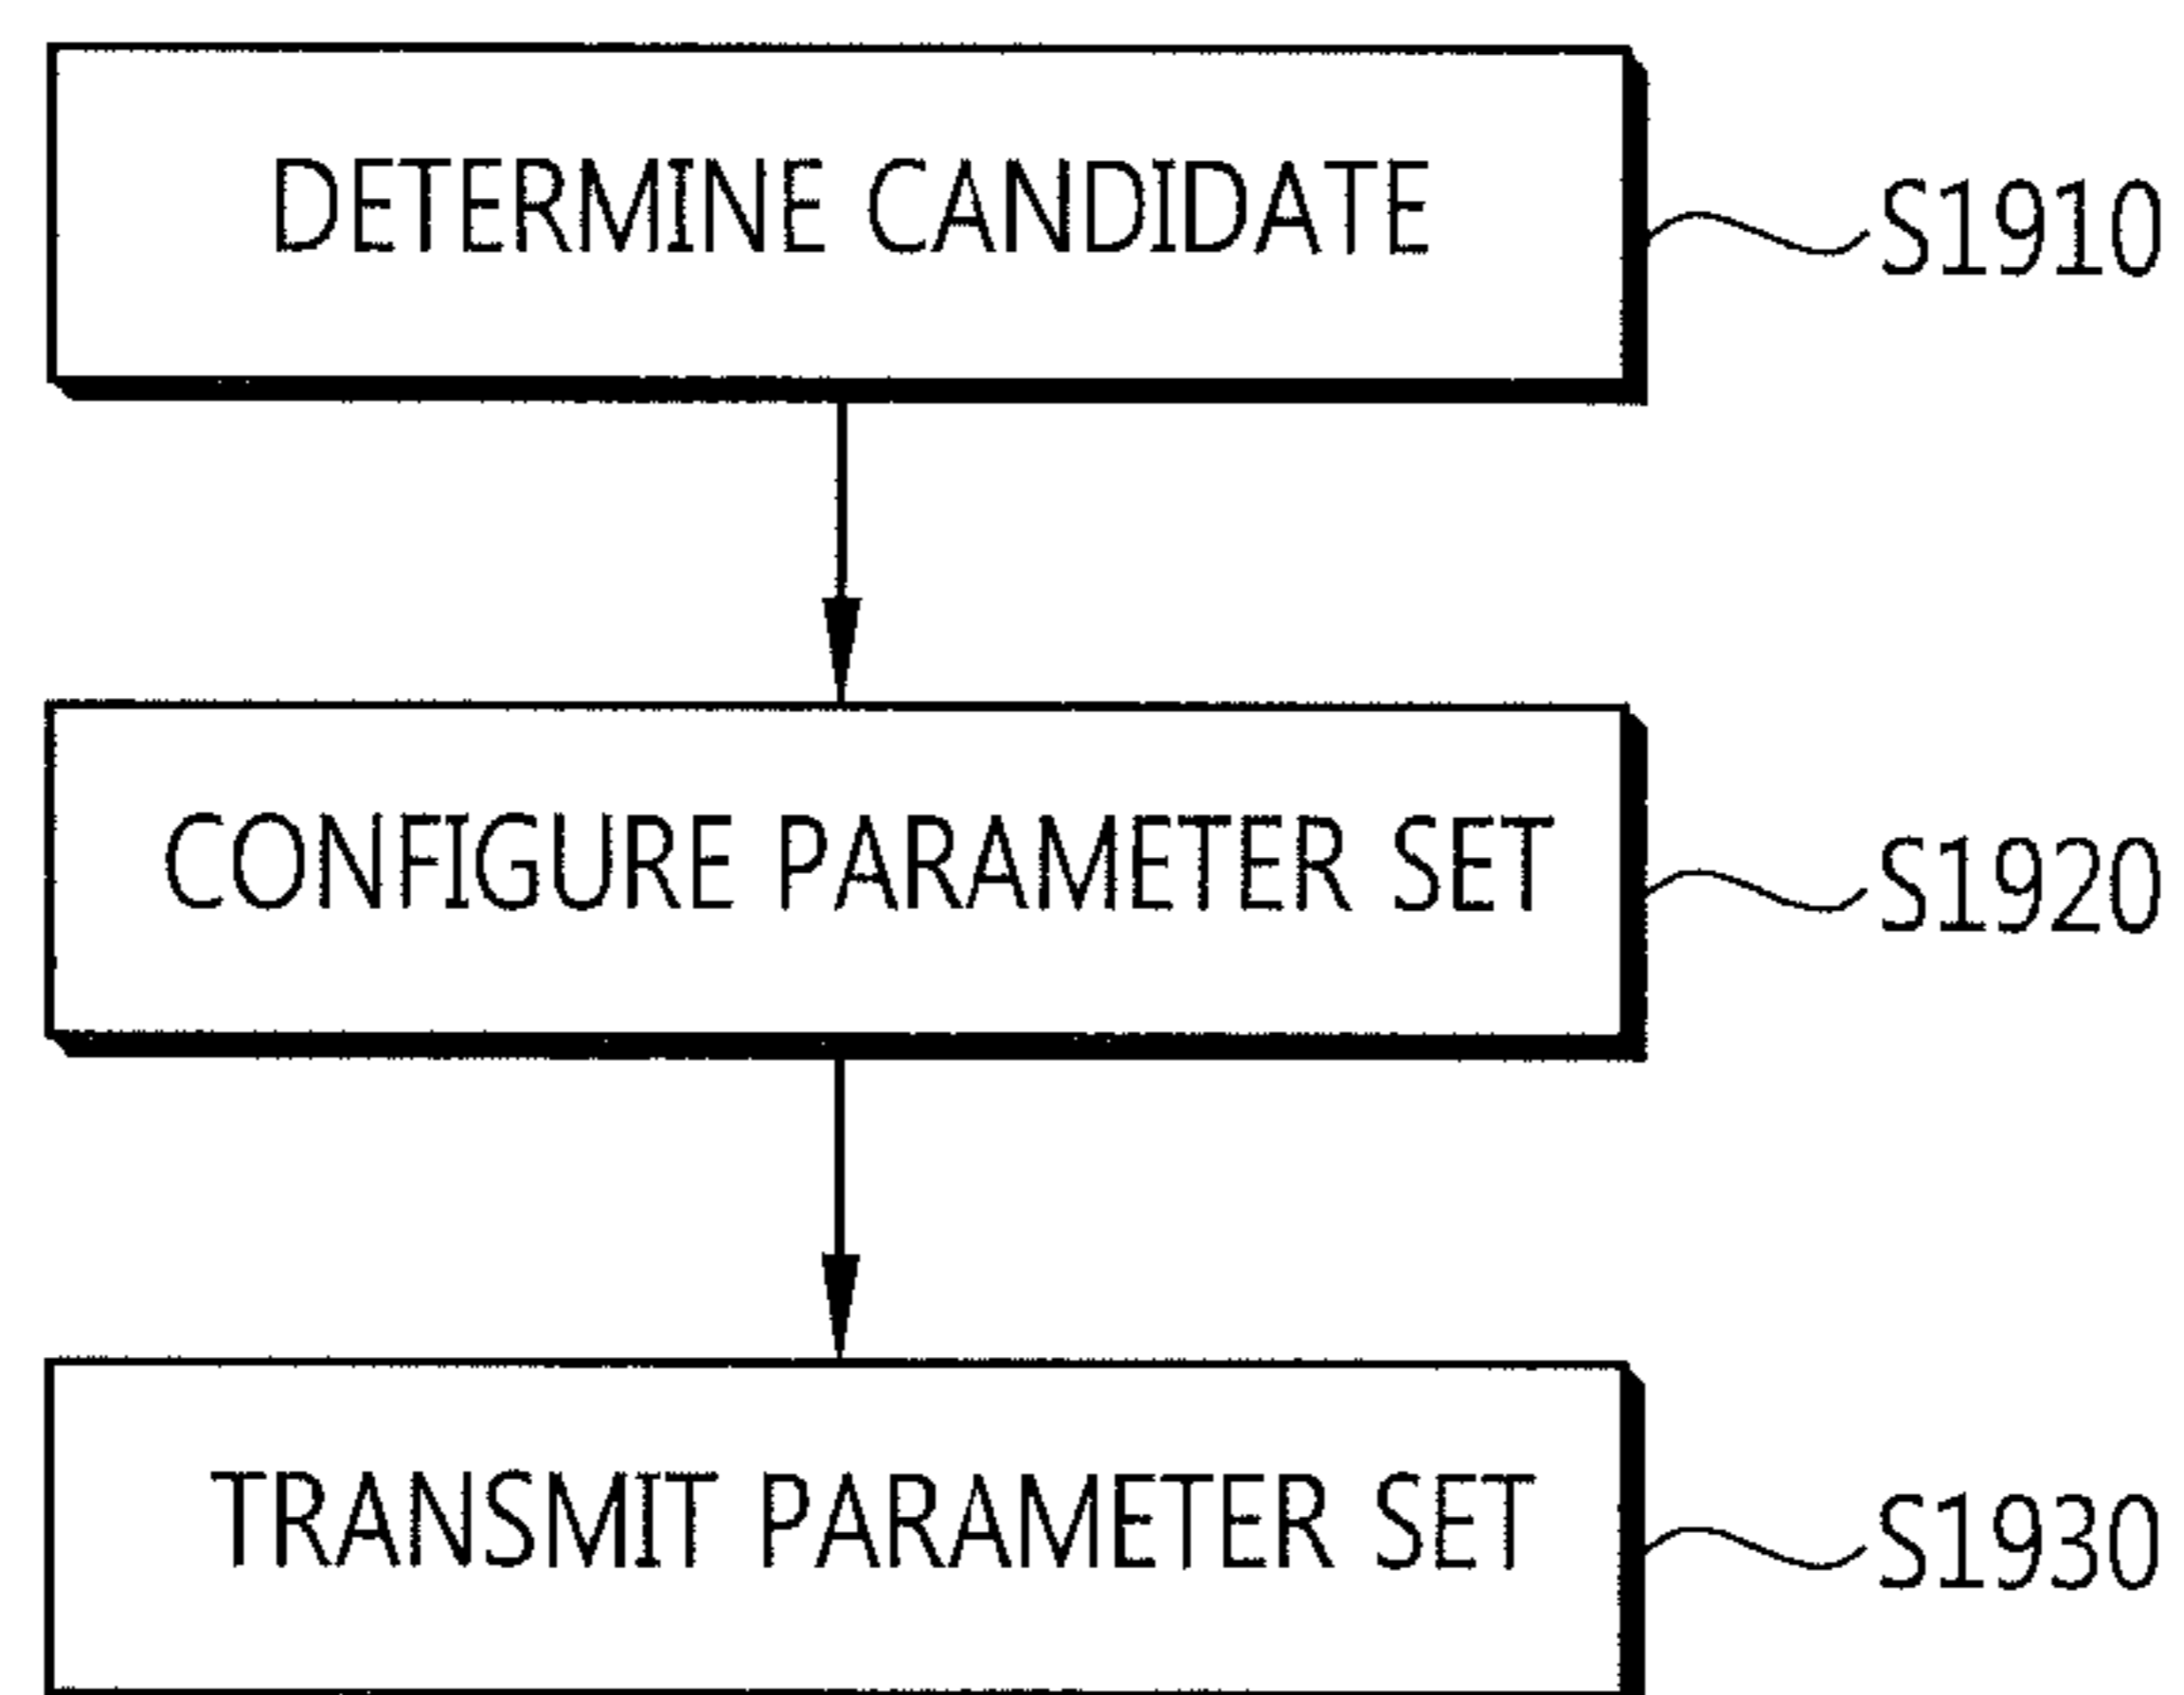 DETERMINE CANDIDATE
S1910
CONFIGURE PARAMETER SET
S1920
TRANSMIT PARAMETER SET
S1930